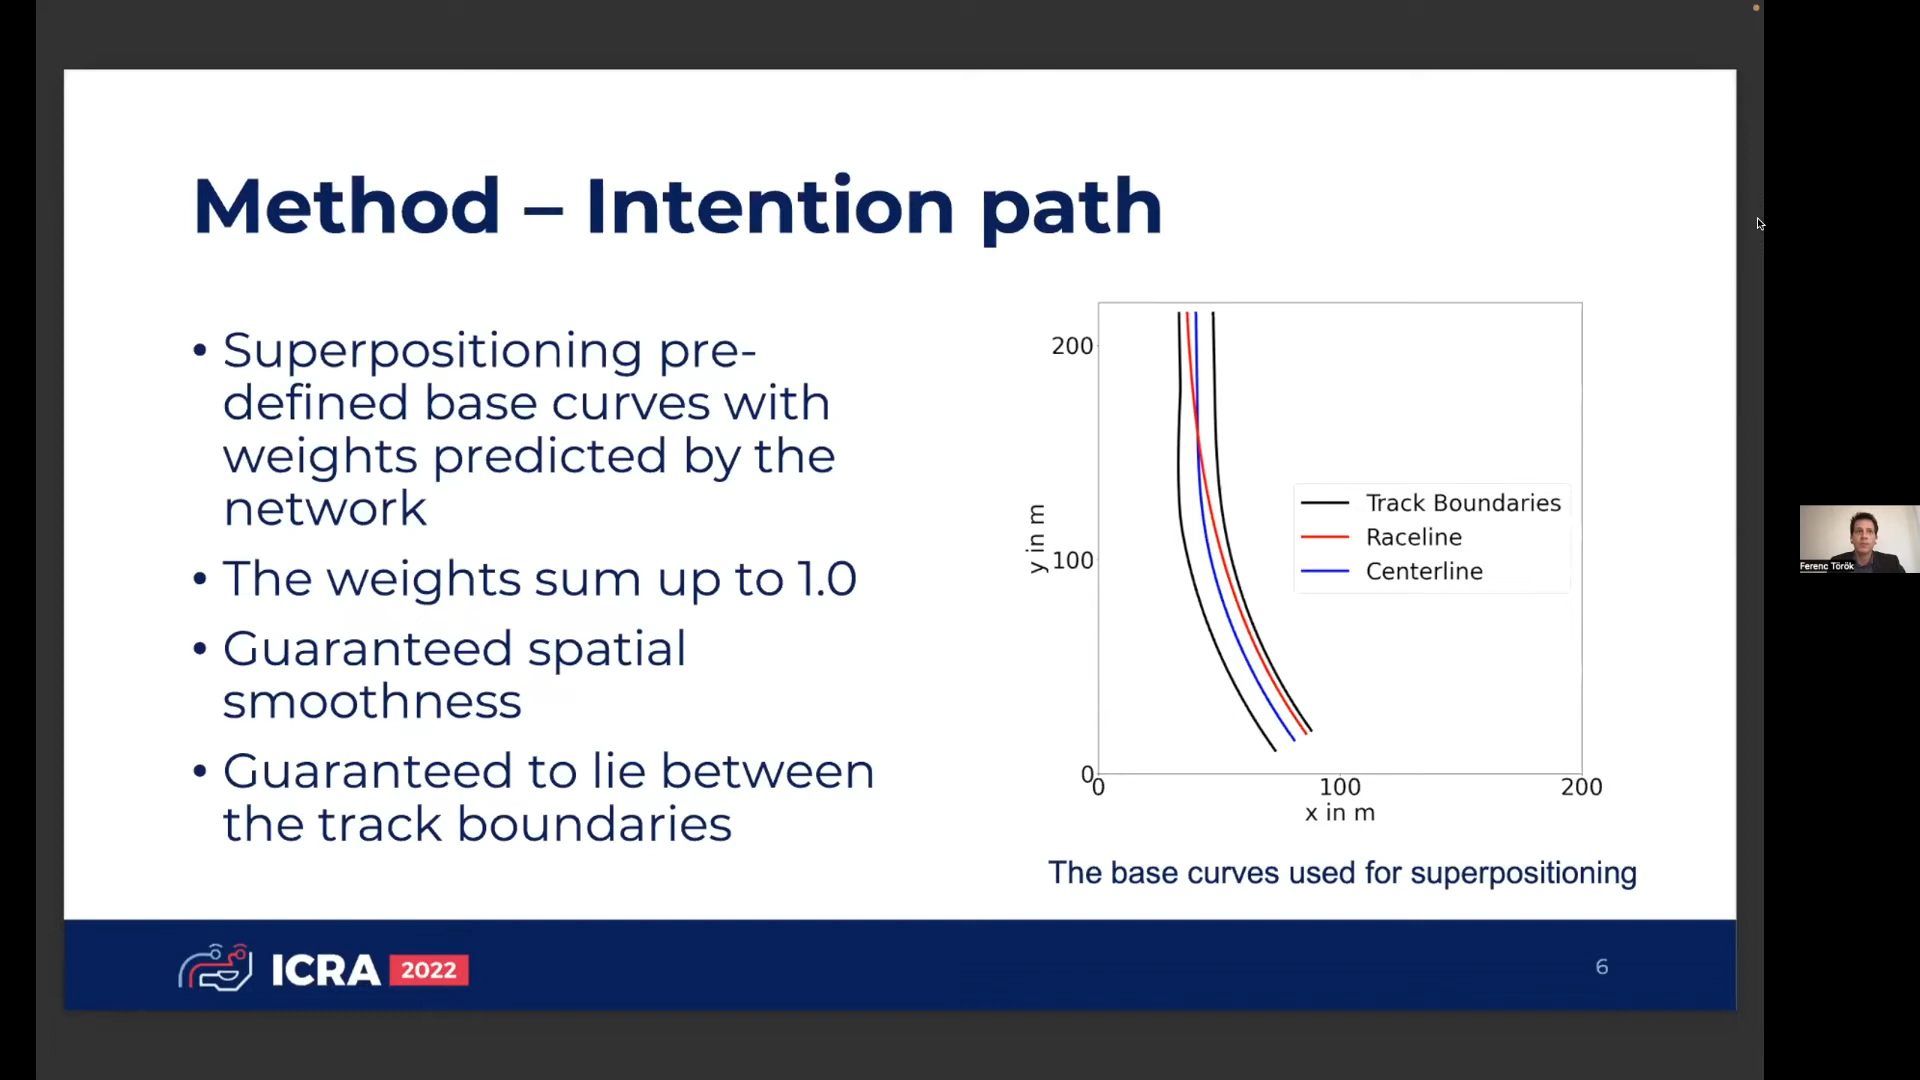 Method – Intention path
• Superpositioning pre-
defined base curves with
weights predicted by the
network
• The weights sum up to 1.0
• Guaranteed spatial
smoothness
• Guaranteed to lie between
the track boundaries
200
100
0
y in m
0
100
200
x in m
Track Boundaries
Raceline
Centerline
The base curves used for superpositioning
ICRA 2022
6
Ferenc Török